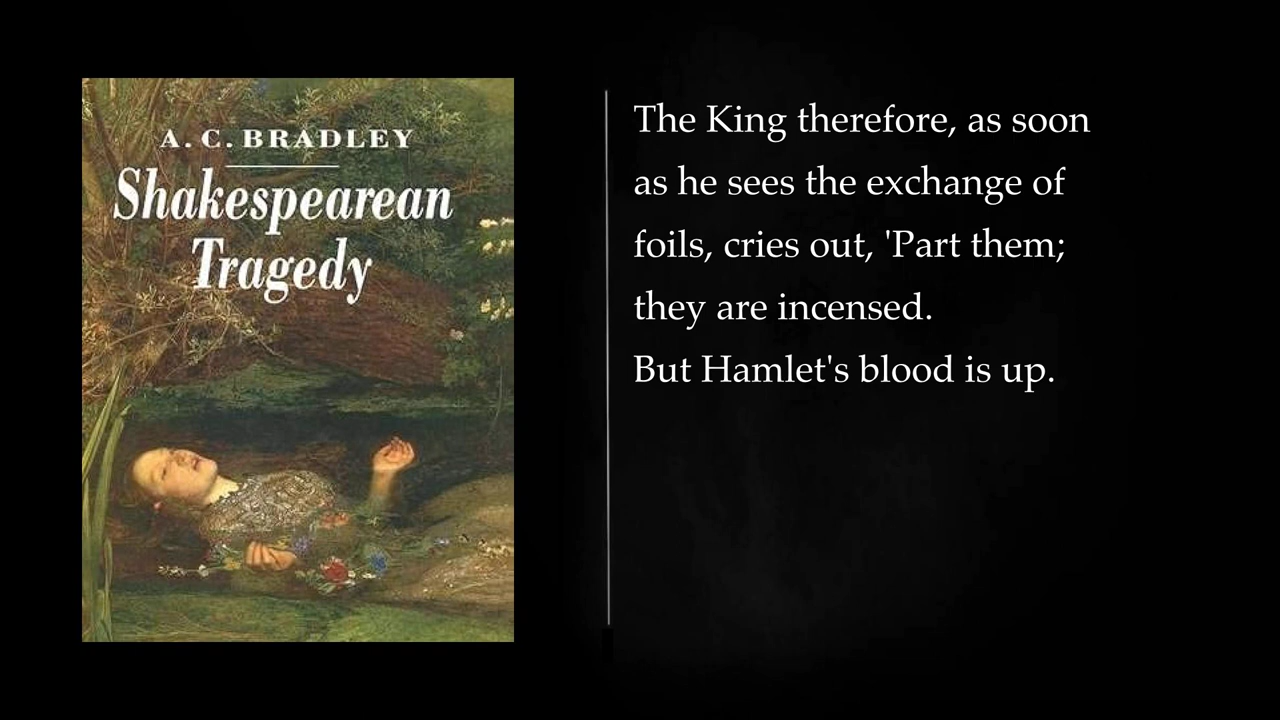 A. C. BRADLEY
Shakespearean
Tragedy
The King therefore, as soon
as he sees the exchange of
foils, cries out, 'Part them;
they are incensed.
But Hamlet's blood is up.